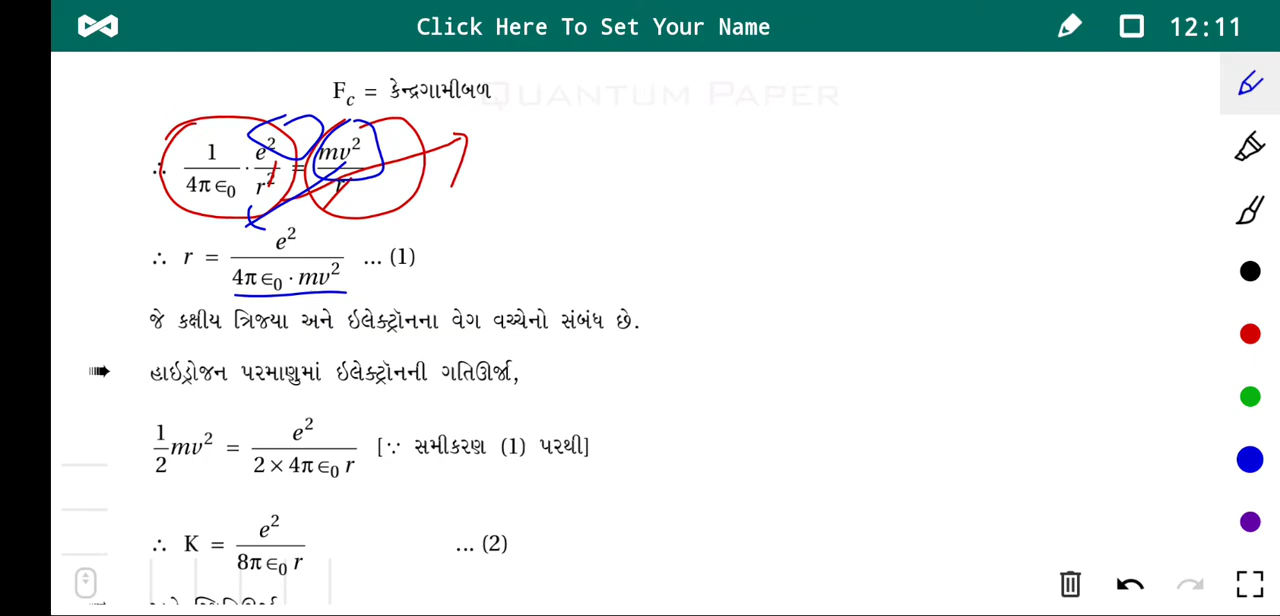 Click Here To Set Your Name 12:11
QUANTUM PAPER
F_c = કેન્દ્રગામીબળ
∴ 1/4π∈₀ · e²/r² = mv²/r
∴ r = e²/4π∈₀ · mv² ... (1)
જે કક્ષીય ત્રિજ્યા અને ઇલેક્ટ્રૉનના વેગ વચ્ચેનો સંબંધ છે.
હાઇડ્રોજન પરમાણુમાં ઇલેક્ટ્રૉનની ગતિઊર્જા,
1/2 mv² = e²/2 × 4π∈₀ r [∵ સમીકરણ (1) પરથી]
∴ K = e²/8π∈₀ r ... (2)